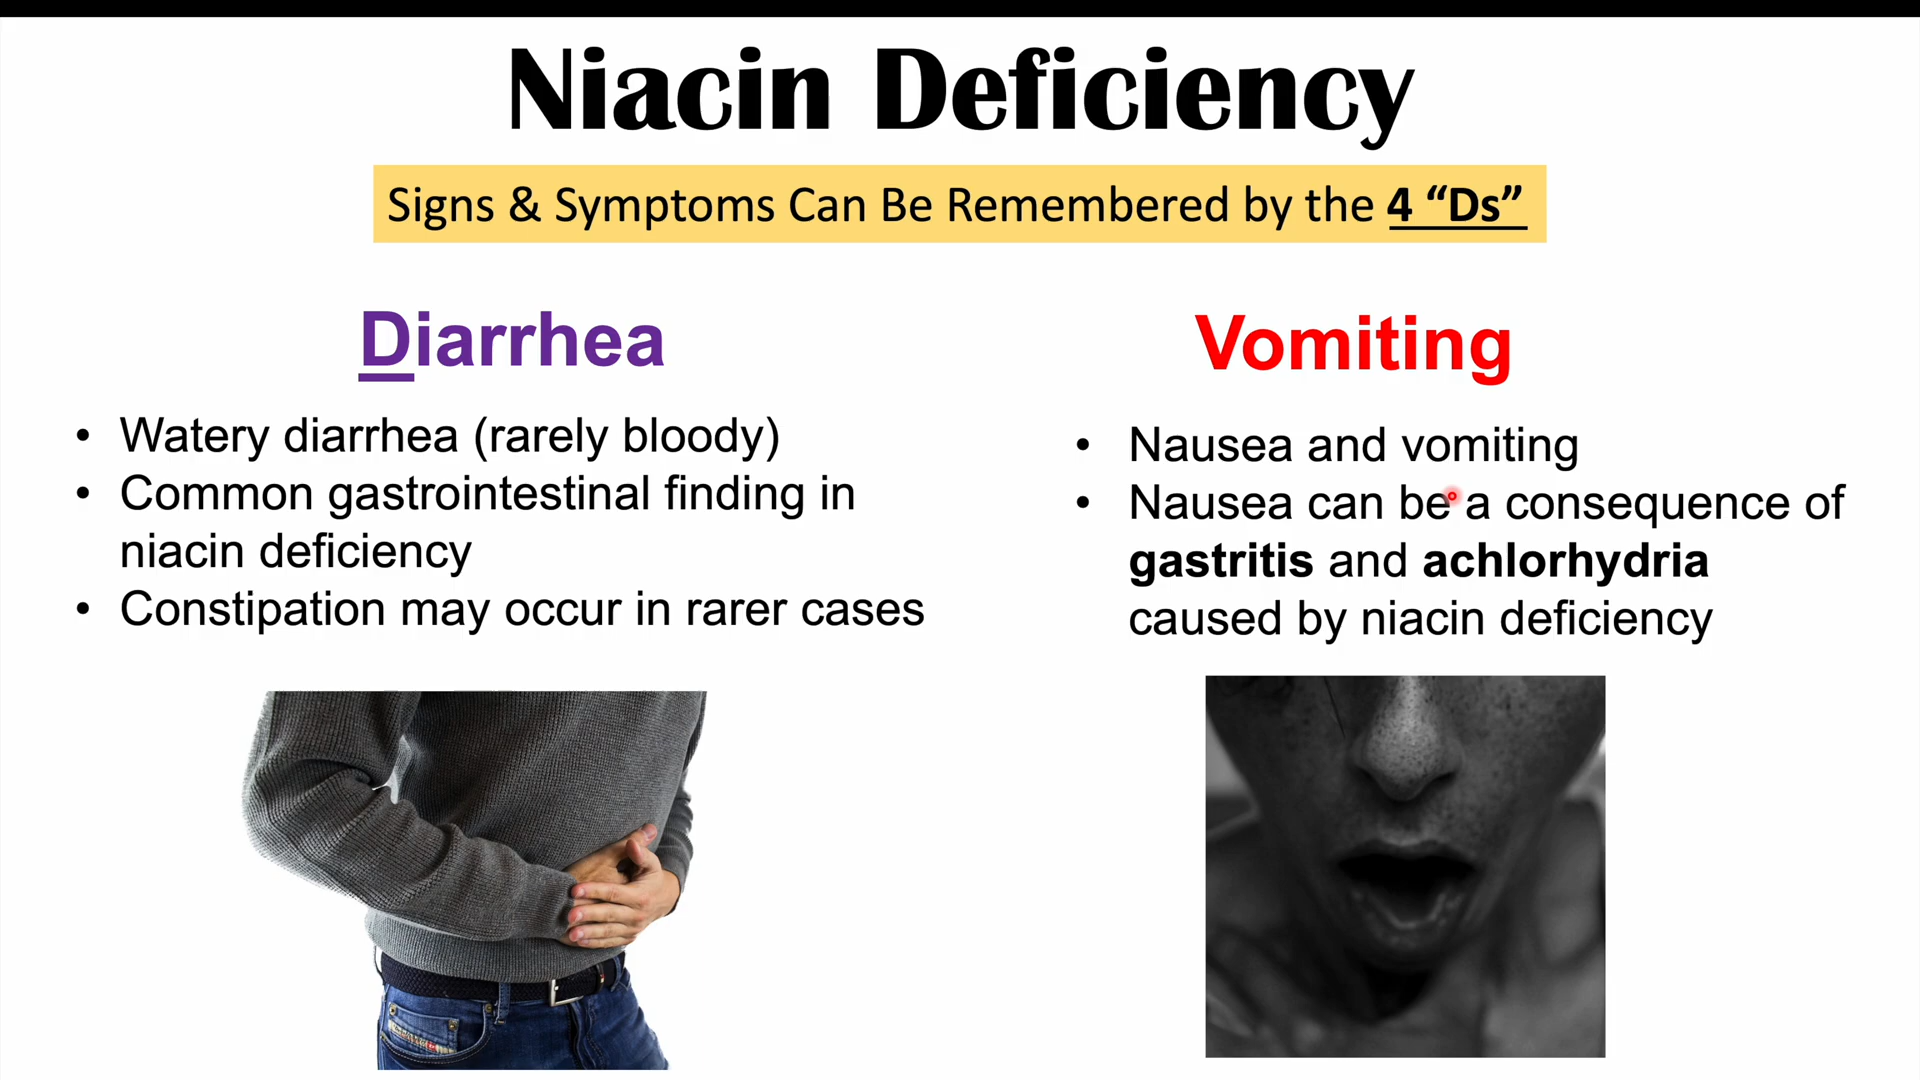 Niacin Deficiency
Signs & Symptoms Can Be Remembered by the 4 “Ds”
Diarrhea
• Watery diarrhea (rarely bloody)
• Common gastrointestinal finding in
niacin deficiency
• Constipation may occur in rarer cases
Vomiting
• Nausea and vomiting
• Nausea can be a consequence of
gastritis and achlorhydria
caused by niacin deficiency